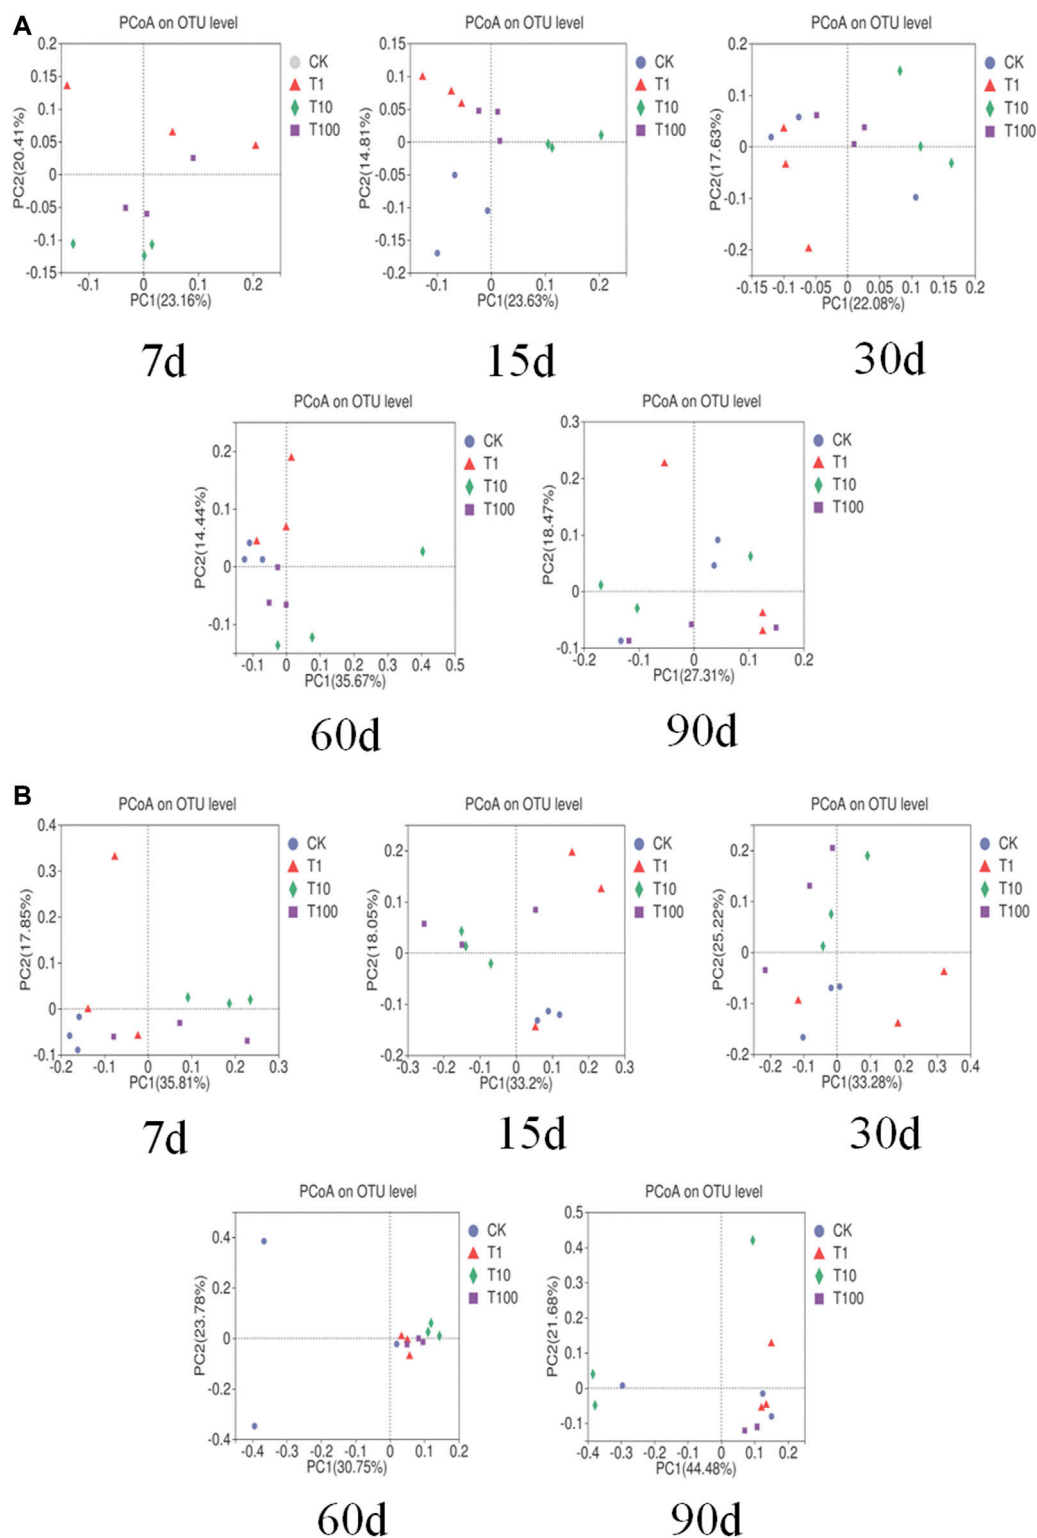 A
PCoA on OTU level
PCoA on OTU level
PCoA on OTU level
0.2
0.15
0.1
0.05
0
-0.05
-0.1
-0.15
PC2(20.41%)
-0.1 0 0.1 0.2
PC1(23.16%)
CK
T1
T10
T100
0.15
0.1
0.05
0
-0.05
-0.1
-0.15
-0.2
PC2(14.81%)
-0.1 0 0.1 0.2
PC1(23.63%)
CK
T1
T10
T100
0.2
0.1
0
-0.1
-0.2
PC2(17.63%)
-0.15 -0.1 -0.05 0 0.05 0.1 0.15 0.2
PC1(22.08%)
CK
T1
T10
T100
7d
15d
30d
PCoA on OTU level
PCoA on OTU level
0.2
0.1
0
-0.1
PC2(14.44%)
-0.1 0 0.1 0.2 0.3 0.4 0.5
PC1(35.67%)
CK
T1
T10
T100
0.3
0.2
0.1
0
-0.1
PC2(18.47%)
-0.2 -0.1 0 0.1 0.2
PC1(27.31%)
CK
T1
T10
T100
60d
90d
B
PCoA on OTU level
PCoA on OTU level
PCoA on OTU level
0.4
0.3
0.2
0.1
0
-0.1
PC2(17.85%)
-0.2 -0.1 0 0.1 0.2 0.3
PC1(35.81%)
CK
T1
T10
T100
0.2
0.1
0
-0.1
-0.2
PC2(18.05%)
-0.3 -0.2 -0.1 0 0.1 0.2 0.3
PC1(33.2%)
CK
T1
T10
T100
0.2
0.1
0
-0.1
-0.2
PC2(25.22%)
-0.2 -0.1 0 0.1 0.2 0.3 0.4
PC1(33.28%)
CK
T1
T10
T100
7d
15d
30d
PCoA on OTU level
PCoA on OTU level
0.4
0.2
0
-0.2
-0.4
PC2(23.78%)
-0.4 -0.3 -0.2 -0.1 0 0.1 0.2
PC1(30.75%)
CK
T1
T10
T100
0.5
0.4
0.3
0.2
0.1
0
-0.1
PC2(21.68%)
-0.4 -0.3 -0.2 -0.1 0 0.1 0.2
PC1(44.48%)
CK
T1
T10
T100
60d
90d